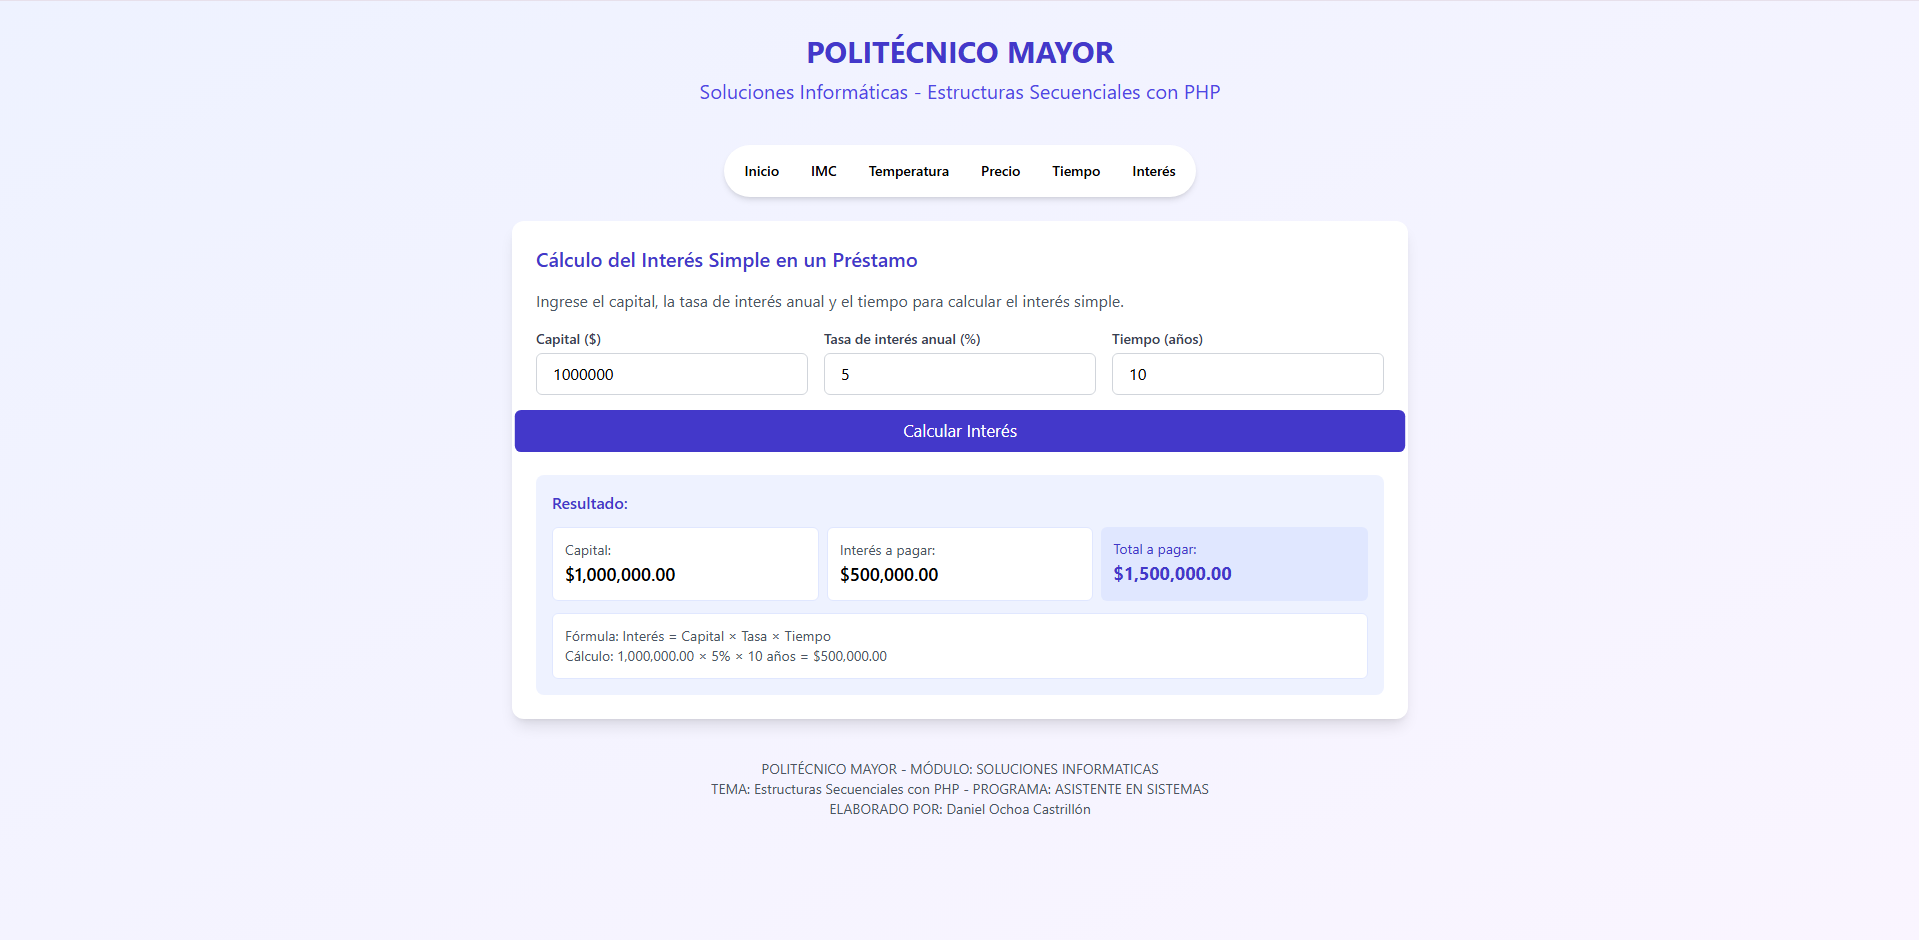 POLITÉCNICO MAYOR
Soluciones Informáticas - Estructuras Secuenciales con PHP
Inicio IMC Temperatura Precio Tiempo Interés
Cálculo del Interés Simple en un Préstamo
Ingrese el capital, la tasa de interés anual y el tiempo para calcular el interés simple.
Capital ($) Tasa de interés anual (%) Tiempo (años)
1000000 5 10
Calcular Interés
Resultado:
Capital: Interés a pagar: Total a pagar:
$1,000,000.00 $500,000.00 $1,500,000.00
Fórmula: Interés = Capital × Tasa × Tiempo
Cálculo: 1,000,000.00 × 5% × 10 años = $500,000.00
POLITÉCNICO MAYOR - MÓDULO: SOLUCIONES INFORMATICAS
TEMA: Estructuras Secuenciales con PHP - PROGRAMA: ASISTENTE EN SISTEMAS
ELABORADO POR: Daniel Ochoa Castrillón